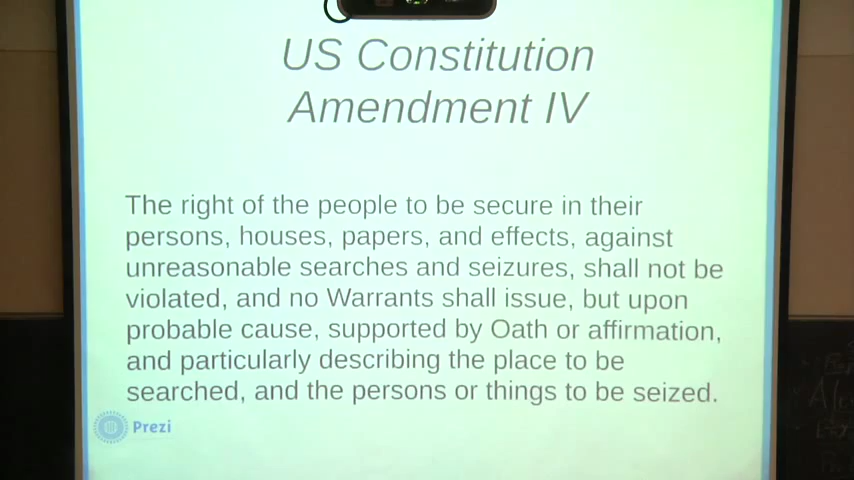 US Constitution
Amendment IV
The right of the people to be secure in their
persons, houses, papers, and effects, against
unreasonable searches and seizures, shall not be
violated, and no Warrants shall issue, but upon
probable cause, supported by Oath or affirmation,
and particularly describing the place to be
searched, and the persons or things to be seized.
Prezi